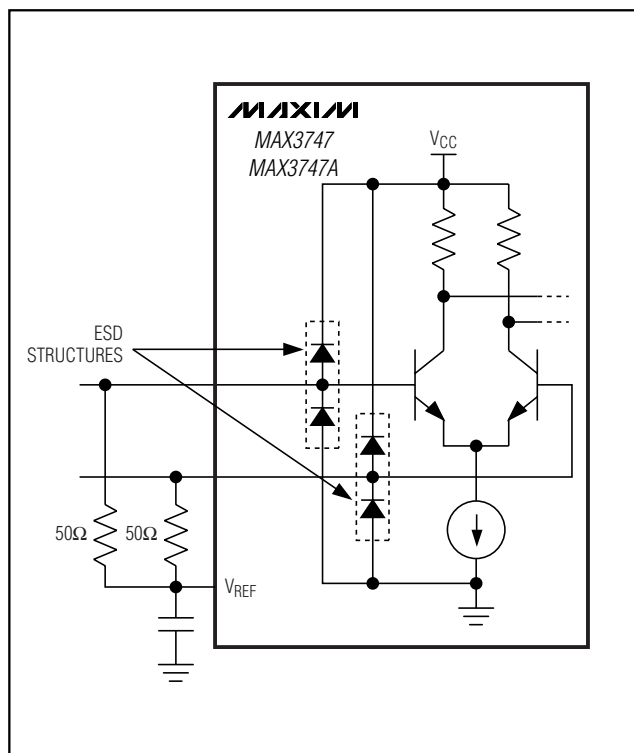 MAXIM
MAX3747
MAX3747A
VCC
ESD
STRUCTURES
50Ω 50Ω
VREF